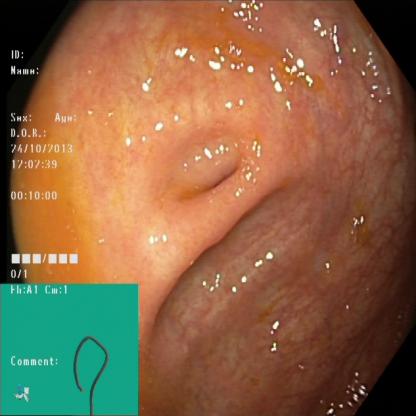 ID:
Name:
Sex: Age:
D.O.B.:
24/10/2013
17:07:39
00:10:00
■■■/■■■
0/1
Eh:A1 Cm:1
Comment: